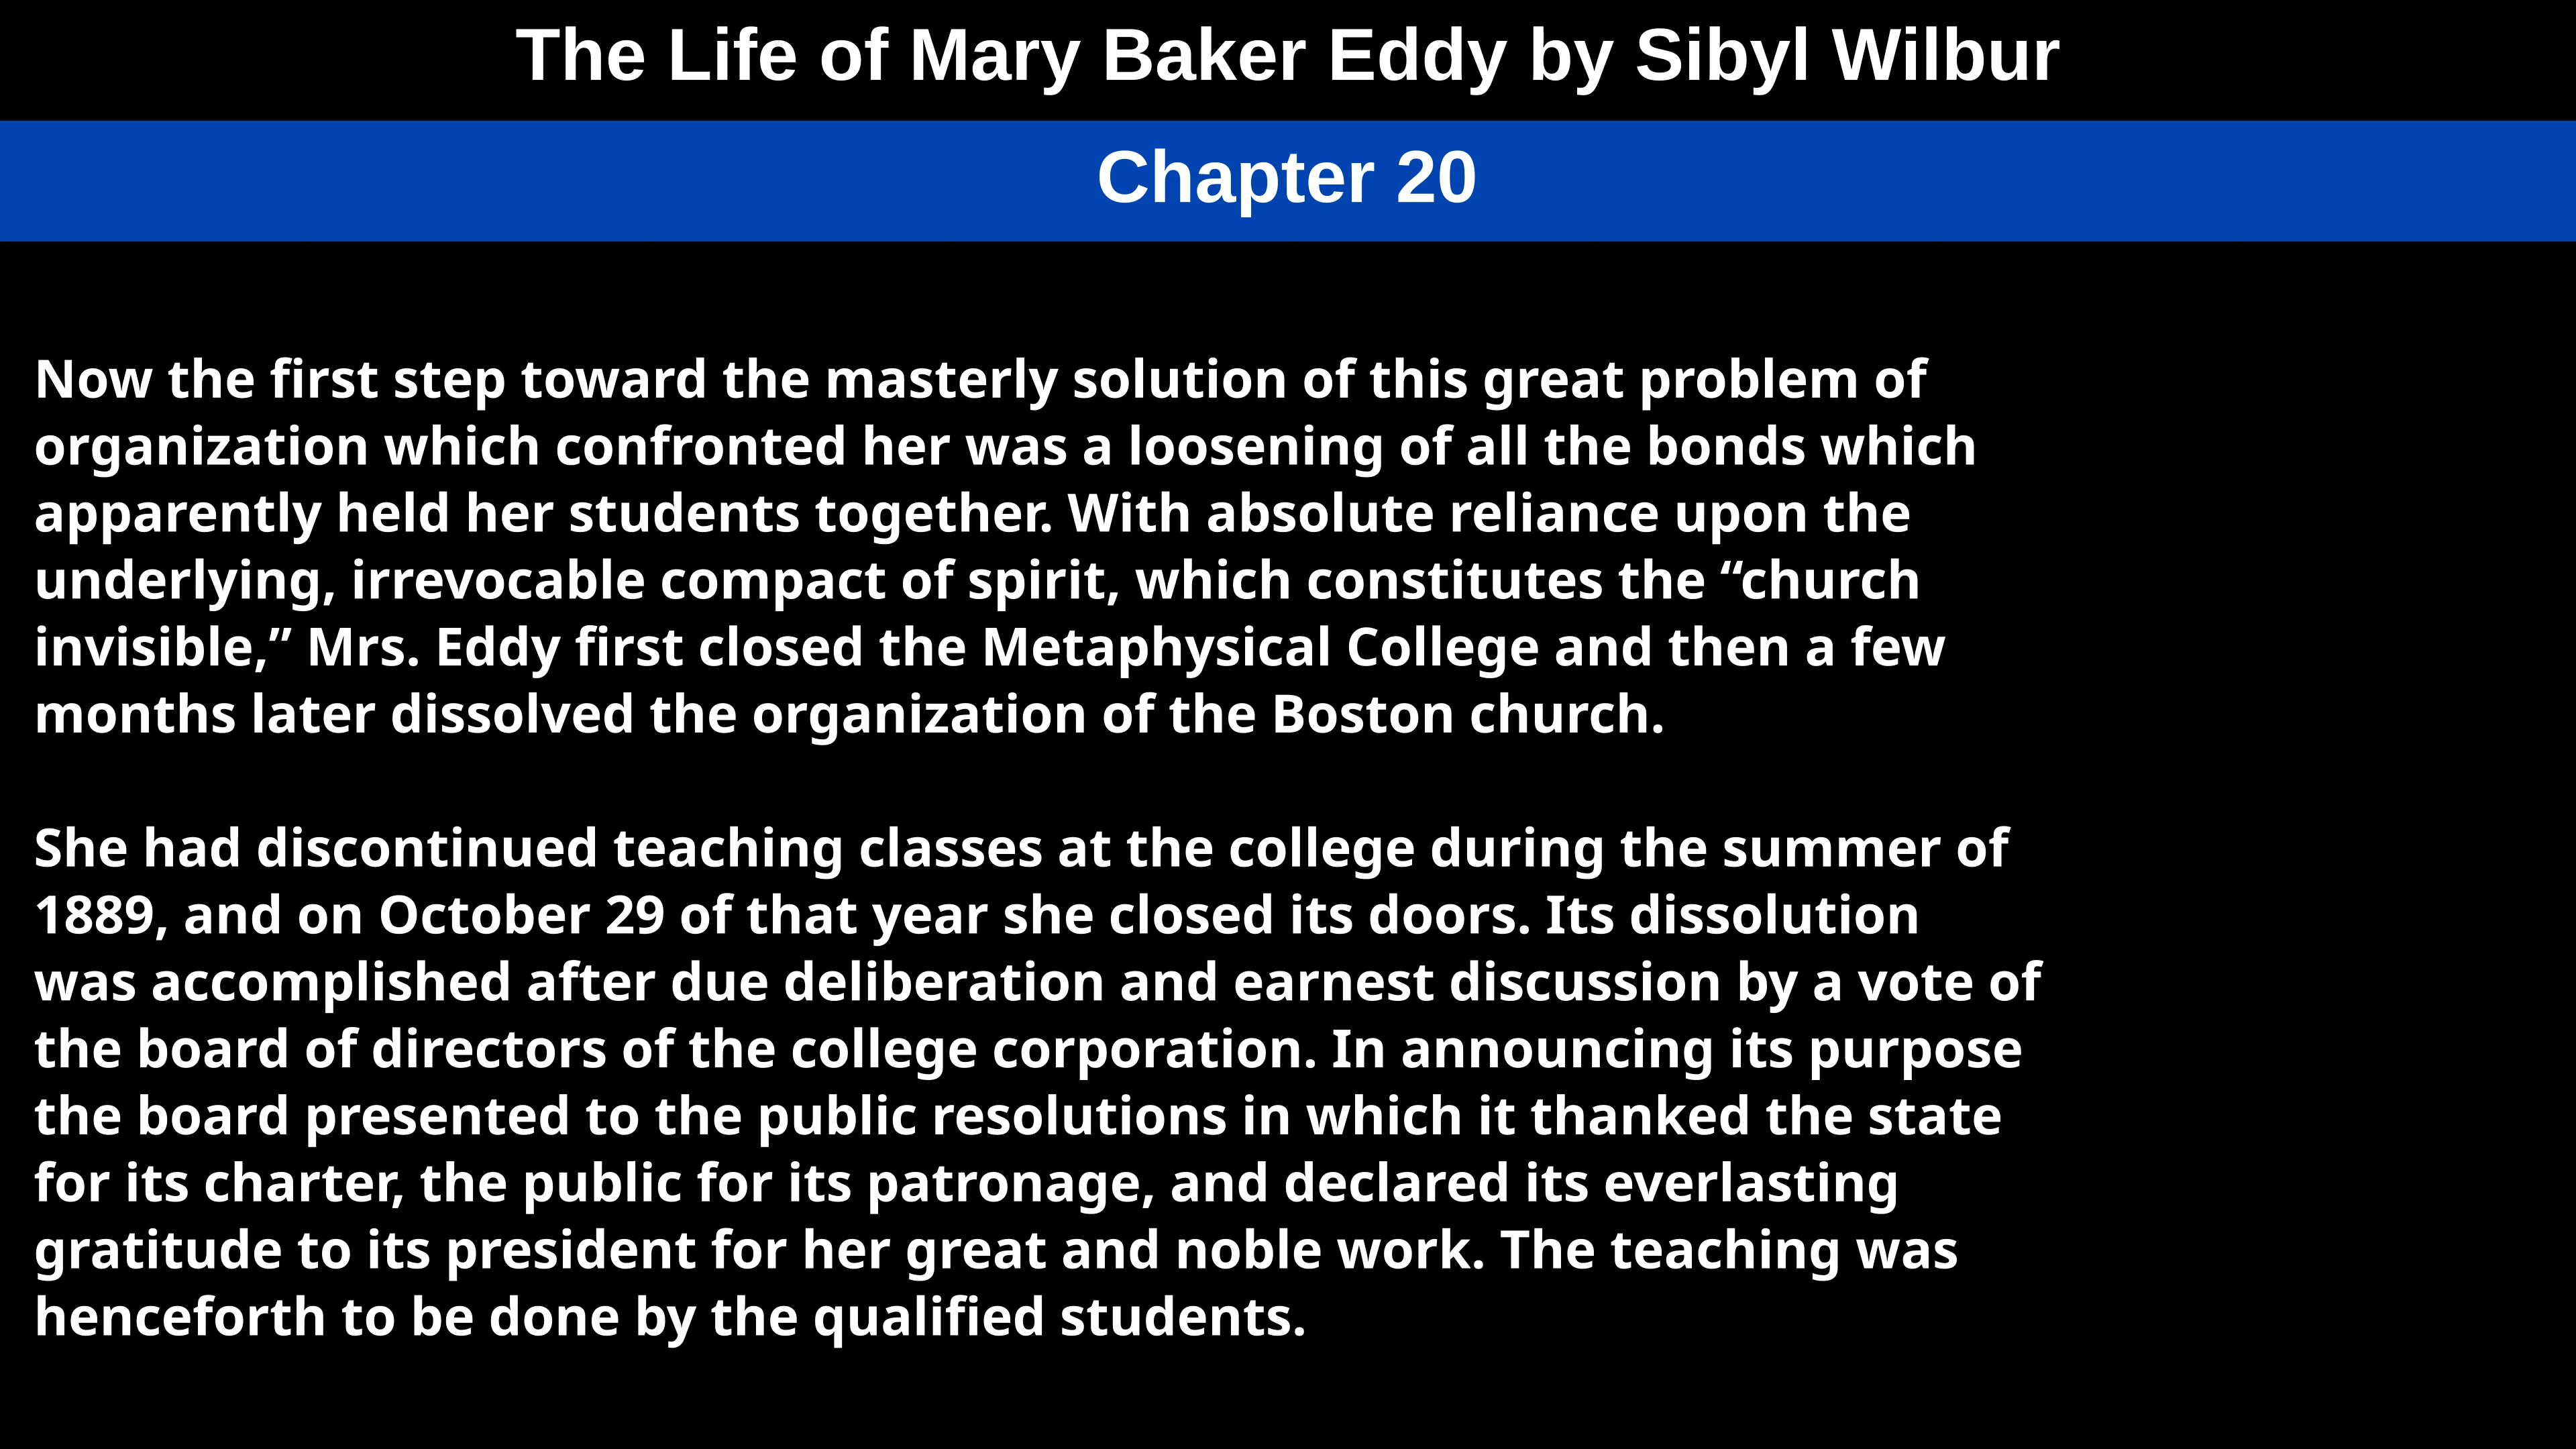 The Life of Mary Baker Eddy by Sibyl Wilbur
Chapter 20
Now the first step toward the masterly solution of this great problem of
organization which confronted her was a loosening of all the bonds which
apparently held her students together. With absolute reliance upon the
underlying, irrevocable compact of spirit, which constitutes the “church
invisible,” Mrs. Eddy first closed the Metaphysical College and then a few
months later dissolved the organization of the Boston church.
She had discontinued teaching classes at the college during the summer of
1889, and on October 29 of that year she closed its doors. Its dissolution
was accomplished after due deliberation and earnest discussion by a vote of
the board of directors of the college corporation. In announcing its purpose
the board presented to the public resolutions in which it thanked the state
for its charter, the public for its patronage, and declared its everlasting
gratitude to its president for her great and noble work. The teaching was
henceforth to be done by the qualified students.